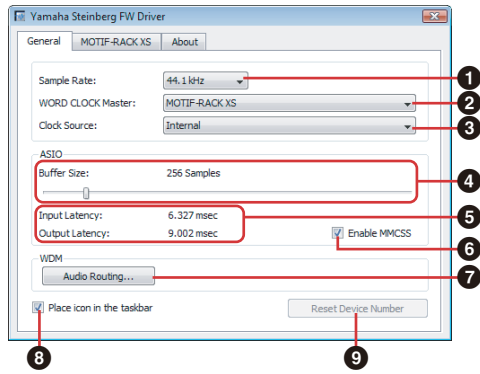 Yamaha Steinberg FW Driver
General MOTIF-RACK XS About
Sample Rate: 44.1 kHz 1
WORD CLOCK Master: MOTIF-RACK XS 2
Clock Source: Internal 3
ASIO
Buffer Size: 256 Samples 4
Input Latency: 6.327 msec 5
Output Latency: 9.002 msec Enable MMCSS
6
WDM
Audio Routing... 7
Place icon in the taskbar Reset Device Number
8 9